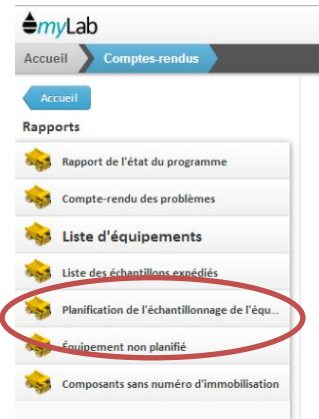 myLab
Accueil Comptes-rendus
Accueil
Rapports
Rapport de l'état du programme
Compte-rendu des problèmes
Liste d'équipements
Liste des échantillons expédiés
Planification de l'échantillonnage de l'équ...
Équipement non planifié
Composants sans numéro d'immobilisation